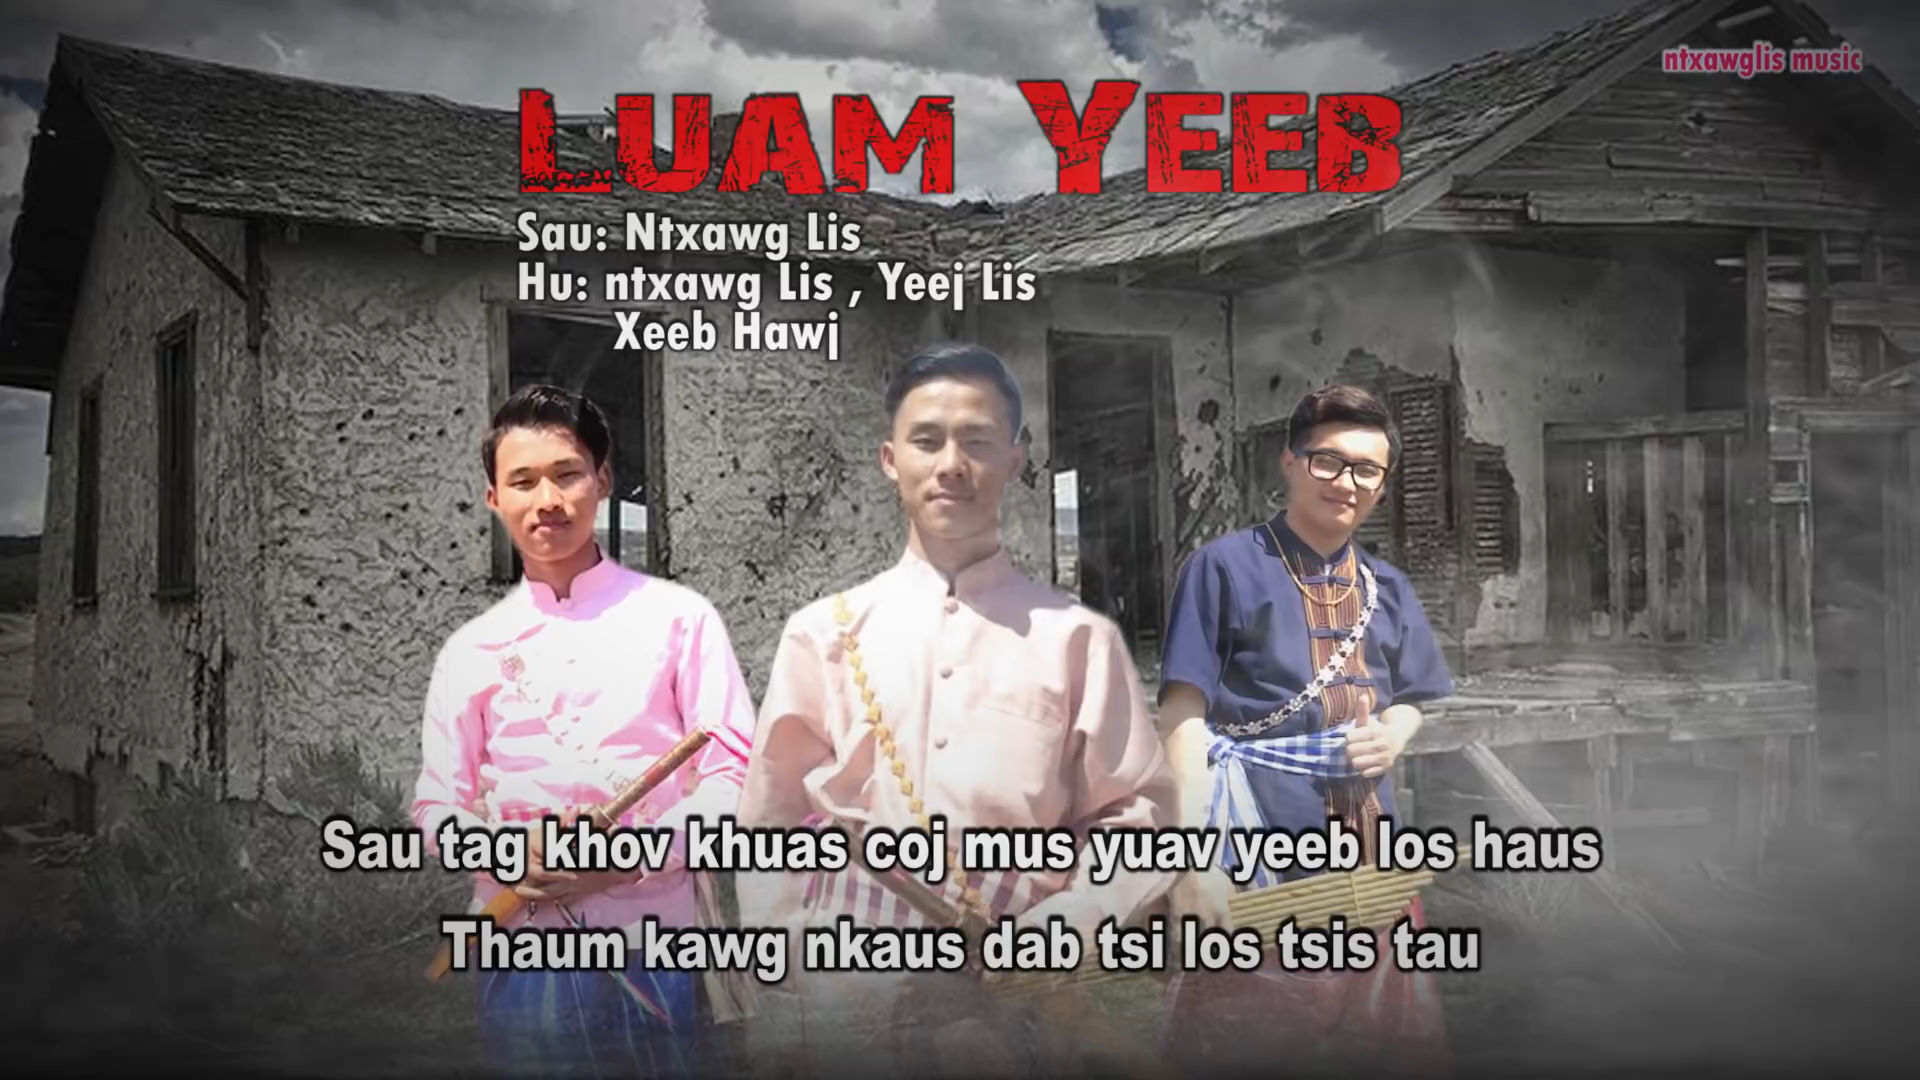 ntxawglis music
LUAM YEEB
Sau: Ntxawg Lis
Hu: ntxawg Lis , Yeej Lis
Xeeb Hawj
Sau tag khov khuas coj mus yuav yeeb los haus
Thaum kawg nkaus dab tsi los tsis tau